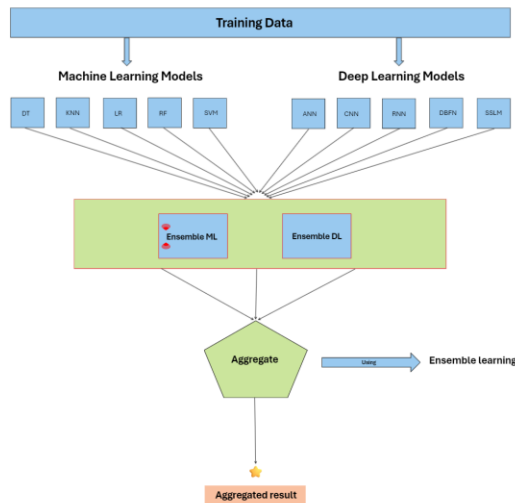 Training Data
Machine Learning Models
Deep Learning Models
DT
KNN
LR
RF
SVM
ANN
CNN
RNN
DBFN
SSLM
Ensemble ML
Ensemble DL
Aggregate
Using
Ensemble learning
Aggregated result